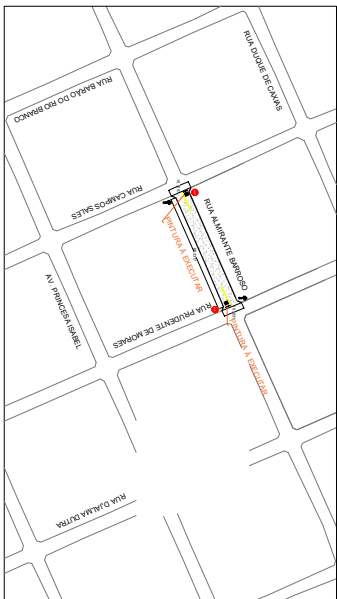 RUA DUQUE DE CAXIAS
RUA BARÃO DO RIO BRANCO
RUA CAMPOS SALES
RUA ALMIRANTE BARROSO
PINTURA À EXECUTAR
RUA PRUDENTE DE MORAES
AV. PRINCESA ISABEL
PINTURA À EXECUTAR
RUA DJALMA DUTRA